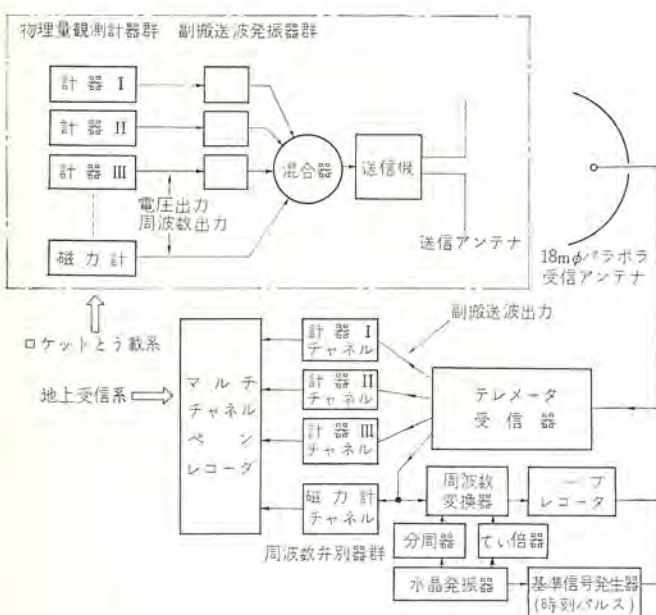 物理量観測計器群 副搬送波発振器群
計器 I
計器 II
計器 III
混合器
送信機
電圧出力
周波数出力
磁力計
送信アンテナ
18mφパラボラ
受信アンテナ
ロケットとう載系
副搬送波出力
地上受信系
マルチ
チャネル
ペン
レコーダ
計器 I
チャネル
計器 II
チャネル
計器 III
チャネル
テレメータ
受信器
磁力計
チャネル
周波数弁別器群
周波数
変換器
レコータ
分周器
てい倍器
水晶発振器
基準信号発生器
(時刻パルス)